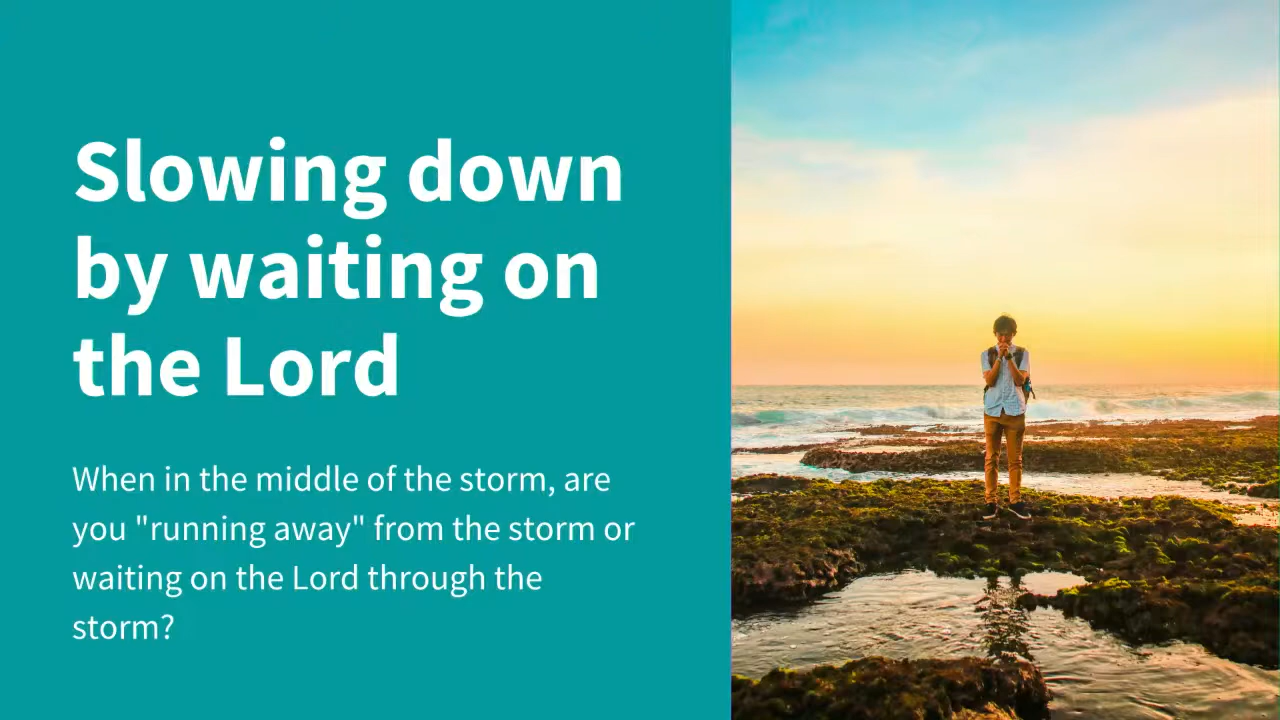 Slowing down
by waiting on
the Lord
When in the middle of the storm, are
you "running away" from the storm or
waiting on the Lord through the
storm?